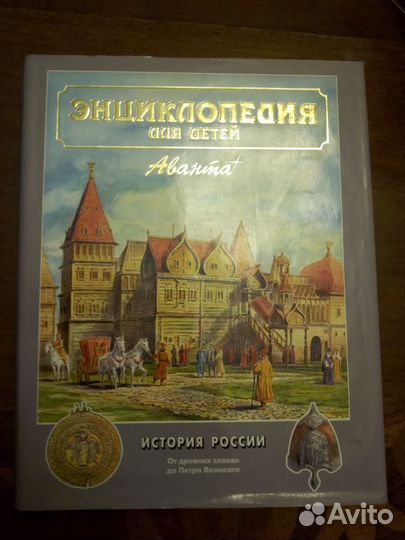 ЭНЦИКЛОПЕДИЯ
ДЛЯ ДЕТЕЙ
Аванта+
ИСТОРИЯ РОССИИ
От древних славян
до Петра Великого
Avito